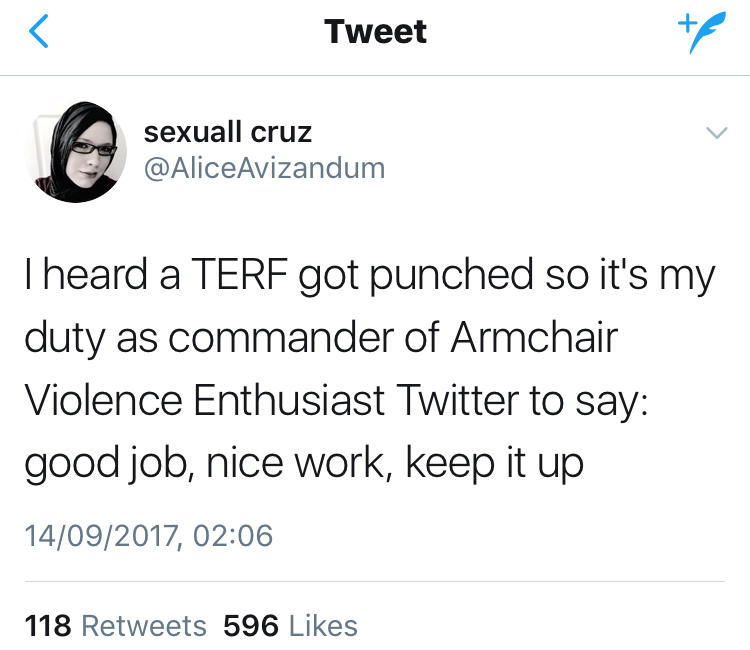 Tweet
sexuall cruz
@AliceAvizandum
I heard a TERF got punched so it's my
duty as commander of Armchair
Violence Enthusiast Twitter to say:
good job, nice work, keep it up
14/09/2017, 02:06
118 Retweets 596 Likes